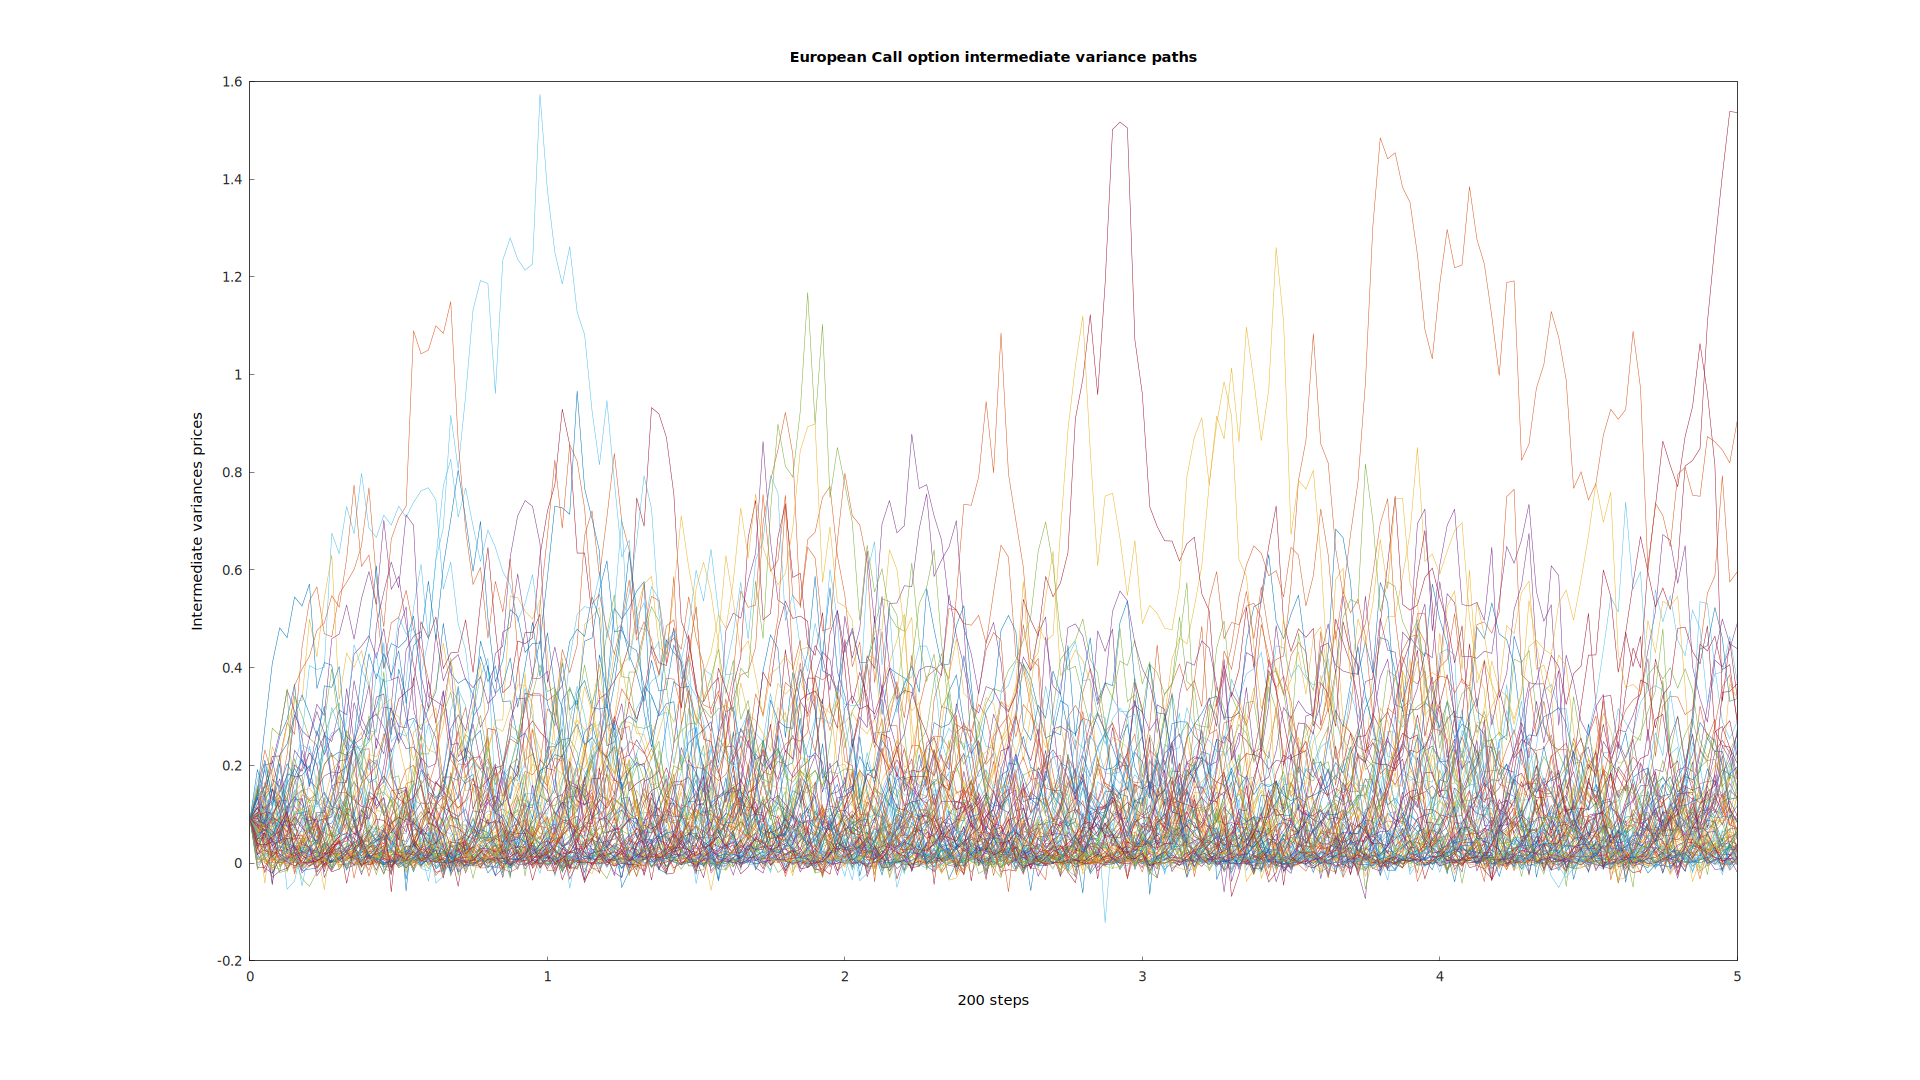 European Call option intermediate variance paths
1.6
1.4
1.2
1
0.8
0.6
0.4
0.2
0
-0.2
Intermediate variances prices
0 1 2 3 4 5
200 steps